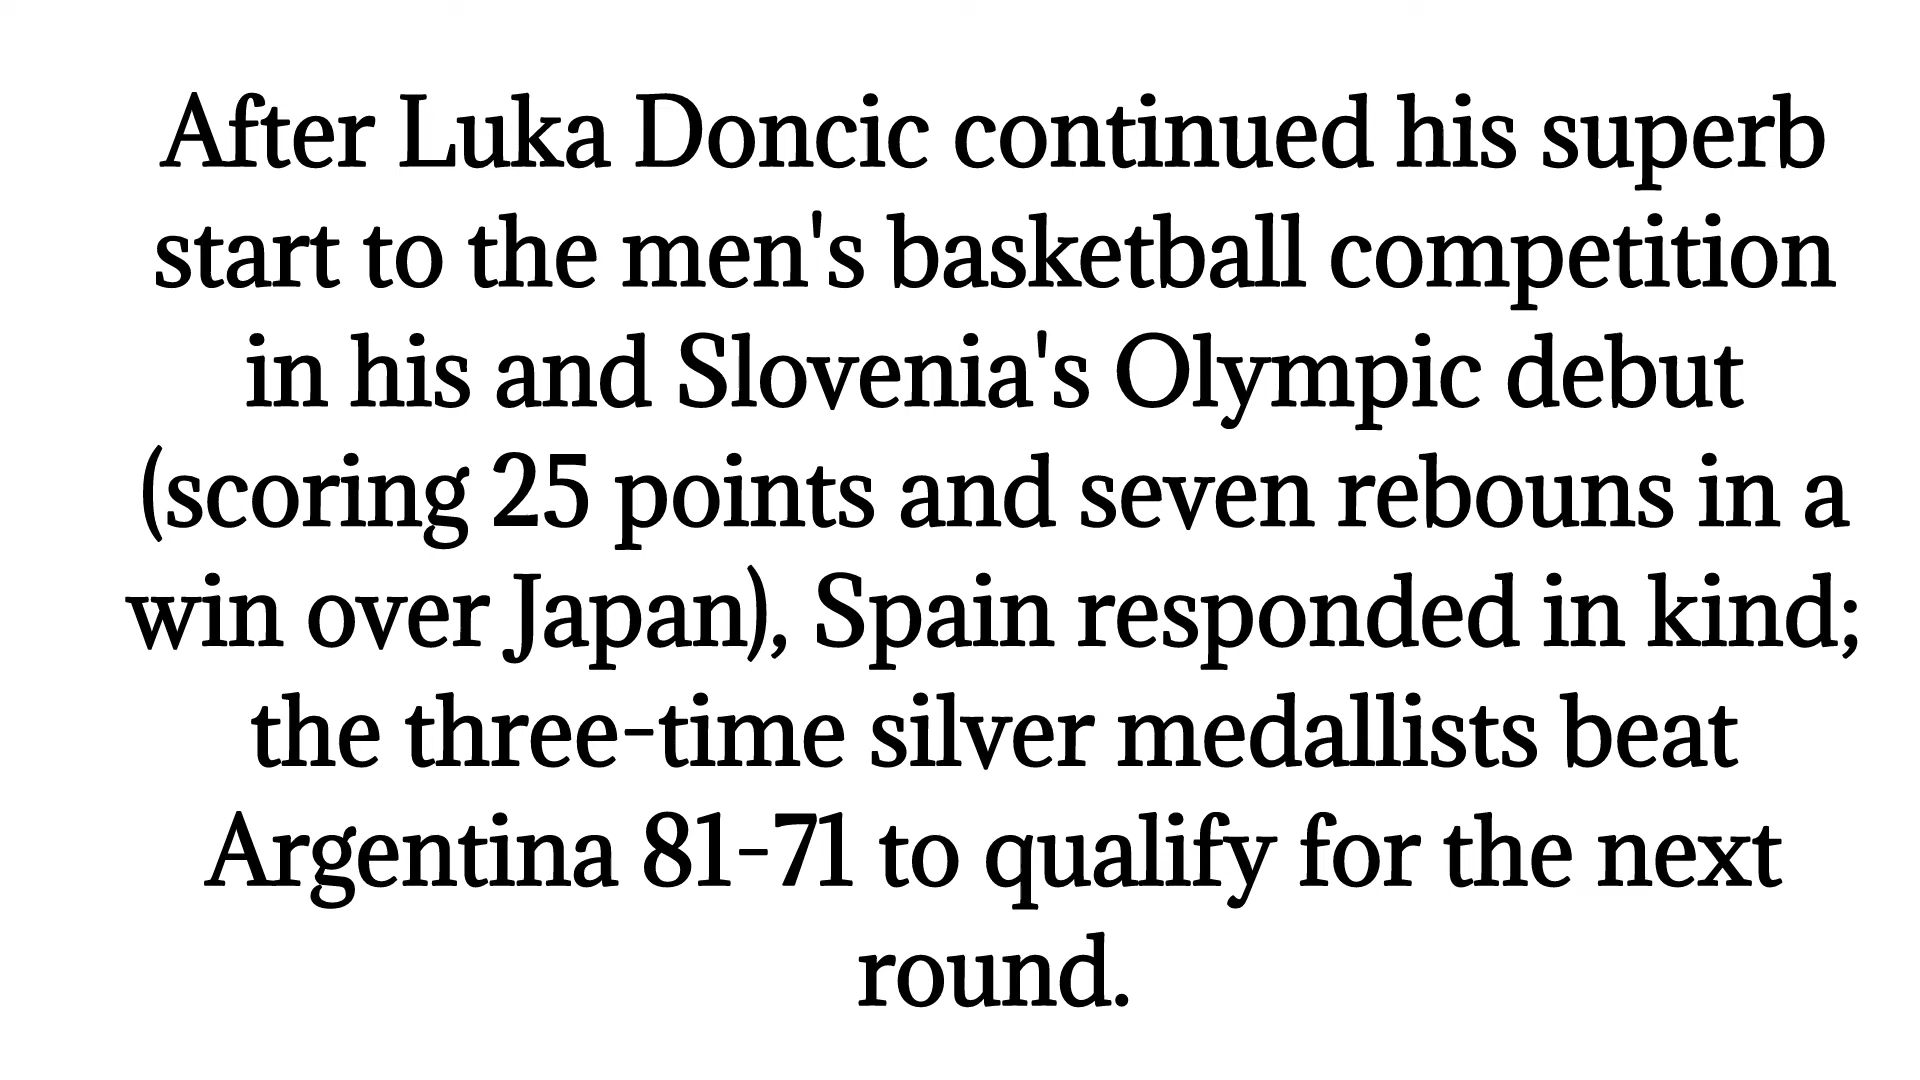 After Luka Doncic continued his superb
start to the men's basketball competition
in his and Slovenia's Olympic debut
(scoring 25 points and seven rebouns in a
win over Japan), Spain responded in kind;
the three-time silver medallists beat
Argentina 81-71 to qualify for the next
round.